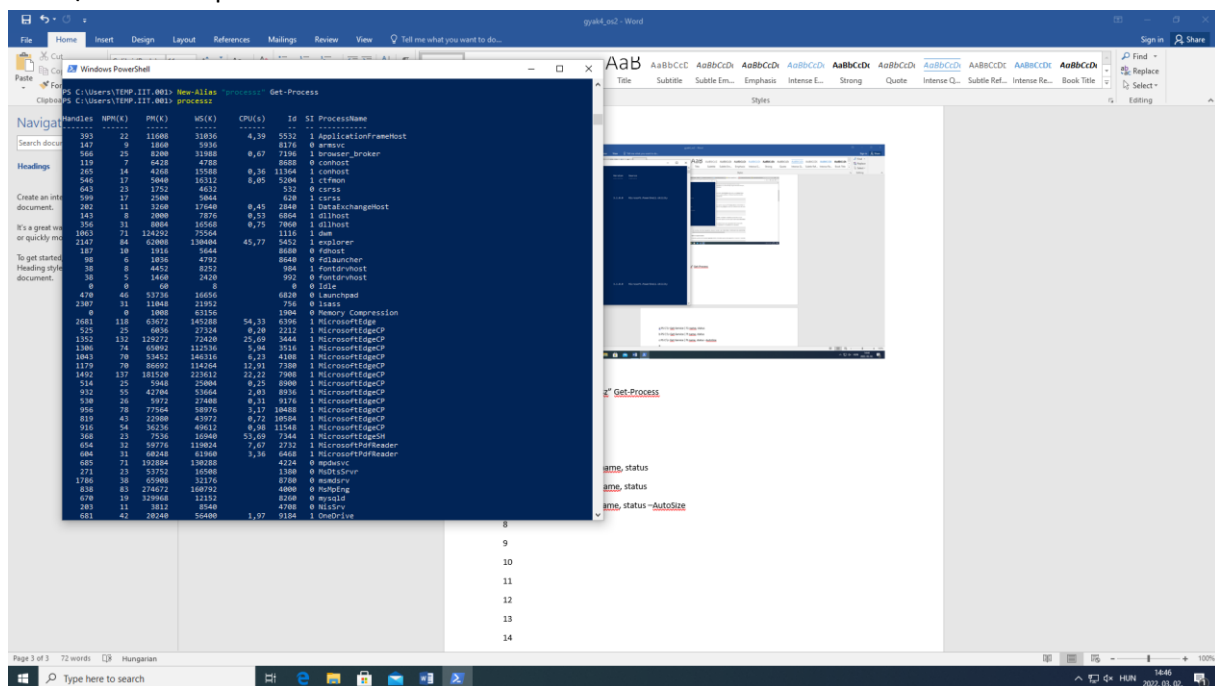 gyak4_os2 - Word
File Home Insert Design Layout References Mailings Review View Tell me what you want to do...
Sign in Share
Cut
Paste
Clipboa
AaB AaBbCcC AaBbCcDı AaBbCcDı AaBbCcDı AaBbCcDc AaBbCcDı AaBbCcDı AABBCCDC AABBCCDC AaBbCcDı
Title Subtitle Subtle Em... Emphasis Intense E... Strong Quote Intense Q... Subtle Ref... Intense Re... Book Title
Styles
Find
Replace
Select
Editing
Navigat
Search docu
Headings
Create an inte
document.
It's a great wa
or quickly mo
To get started
Heading style
document.
Windows PowerShell
PS C:\Users\TEMP.IIT.001> New-Alias "processz" Get-Process
PS C:\Users\TEMP.IIT.001> processz
Handles NPM(K) PM(K) WS(K) CPU(s) Id SI ProcessName
------- ------ ----- ----- ------ -- -- -----------
393 22 11608 31036 4,39 5532 1 ApplicationFrameHost
147 9 1860 5936 8176 0 armsvc
566 25 8200 31988 0,67 7196 1 browser_broker
119 7 6428 4788 8688 0 conhost
265 14 4268 15588 0,36 11364 1 conhost
546 17 5040 16312 8,05 5204 1 ctfmon
643 23 1752 4632 532 0 csrss
599 17 2500 5044 620 1 csrss
202 11 3260 17640 0,45 2840 1 DataExchangeHost
143 8 2000 7876 0,53 6864 1 dllhost
356 31 8084 16568 0,75 7060 1 dllhost
1063 71 124292 75564 1116 1 dwm
2147 84 62008 130404 45,77 5452 1 explorer
187 10 1916 5644 8680 0 fdhost
98 6 1036 4792 8640 0 fdlauncher
38 8 4452 8252 984 1 fontdrvhost
38 5 1460 2420 992 0 fontdrvhost
0 0 60 8 0 0 Idle
470 46 53736 16656 6820 0 Launchpad
2307 31 11048 21952 756 0 lsass
0 0 1008 63156 1904 0 Memory Compression
2681 118 63672 145288 54,33 6396 1 MicrosoftEdge
525 25 6036 27324 0,20 2212 1 MicrosoftEdgeCP
1352 132 129272 72420 25,69 3444 1 MicrosoftEdgeCP
1306 74 65092 112536 5,94 3516 1 MicrosoftEdgeCP
1043 70 53452 146316 6,23 4108 1 MicrosoftEdgeCP
1179 70 86692 114264 12,91 7380 1 MicrosoftEdgeCP
1492 137 181520 223612 22,22 7908 1 MicrosoftEdgeCP
514 25 5948 25004 0,25 8900 1 MicrosoftEdgeCP
932 55 42704 53664 2,03 8936 1 MicrosoftEdgeCP
530 26 5972 27408 0,31 9176 1 MicrosoftEdgeCP
956 78 77564 58976 3,17 10488 1 MicrosoftEdgeCP
819 43 22980 43972 0,72 10584 1 MicrosoftEdgeCP
916 54 36236 49612 0,98 11548 1 MicrosoftEdgeCP
368 23 7536 16940 53,69 7344 1 MicrosoftEdgeSH
654 32 59776 119024 7,67 2732 1 MicrosoftPdfReader
604 31 60248 61960 3,36 6468 1 MicrosoftPdfReader
685 71 192884 130288 4224 0 mpdwsvc
271 23 53752 16508 1380 0 MsDtsSrvr
1786 38 65908 32176 8780 0 msmdsrv
838 83 274672 160792 4000 0 MsMpEng
670 19 329968 12152 8260 0 mysqld
203 11 3812 8540 4708 0 NisSrv
681 42 20240 56400 1,97 9184 1 OneDrive
z" Get-Process
name, status
ame, status
ame, status –AutoSize
8
9
10
11
12
13
14
Page 3 of 3 72 words Hungarian
100%
Type here to search
HUN
14:46
2022. 03. 02.